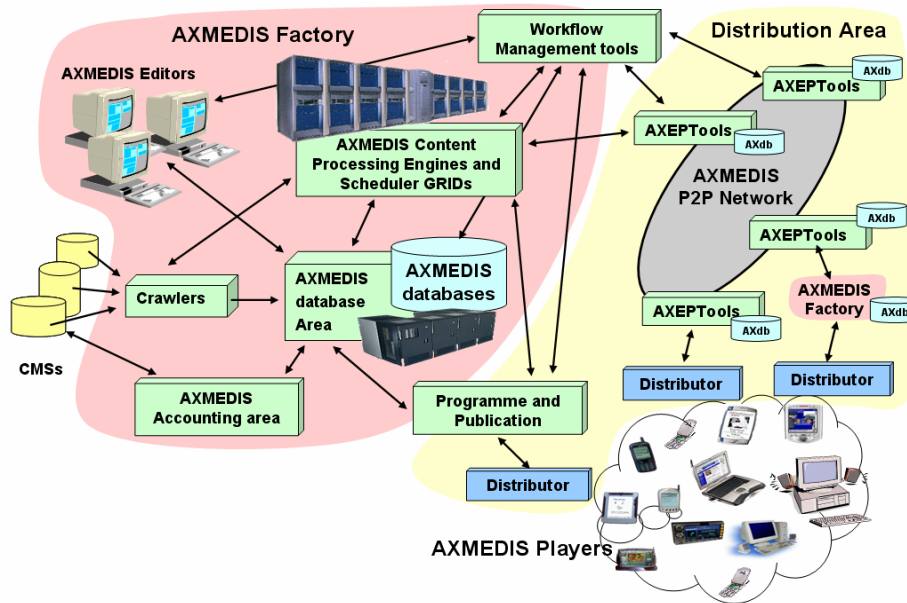 AXMEDIS Factory
Workflow
Management tools
Distribution Area
AXMEDIS Editors
AXdb
AXEPTools
AXEPTools
AXdb
AXMEDIS Content
Processing Engines and
Scheduler GRIDs
AXMEDIS
P2P Network
AXdb
AXEPTools
AXMEDIS
databases
AXMEDIS
database
Area
Crawlers
AXMEDIS
Factory
AXdb
AXEPTools
AXdb
CMSs
AXMEDIS
Accounting area
Programme and
Publication
Distributor
Distributor
Distributor
AXMEDIS Players